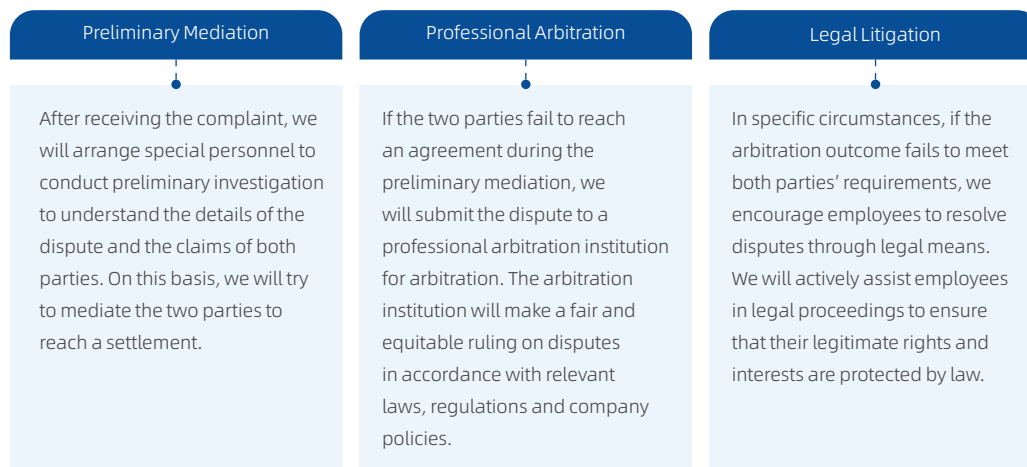 Preliminary Mediation
After receiving the complaint, we
will arrange special personnel to
conduct preliminary investigation
to understand the details of the
dispute and the claims of both
parties. On this basis, we will try
to mediate the two parties to
reach a settlement.
Professional Arbitration
If the two parties fail to reach
an agreement during the
preliminary mediation, we
will submit the dispute to a
professional arbitration institution
for arbitration. The arbitration
institution will make a fair and
equitable ruling on disputes
in accordance with relevant
laws, regulations and company
policies.
Legal Litigation
In specific circumstances, if the
arbitration outcome fails to meet
both parties’ requirements, we
encourage employees to resolve
disputes through legal means.
We will actively assist employees
in legal proceedings to ensure
that their legitimate rights and
interests are protected by law.